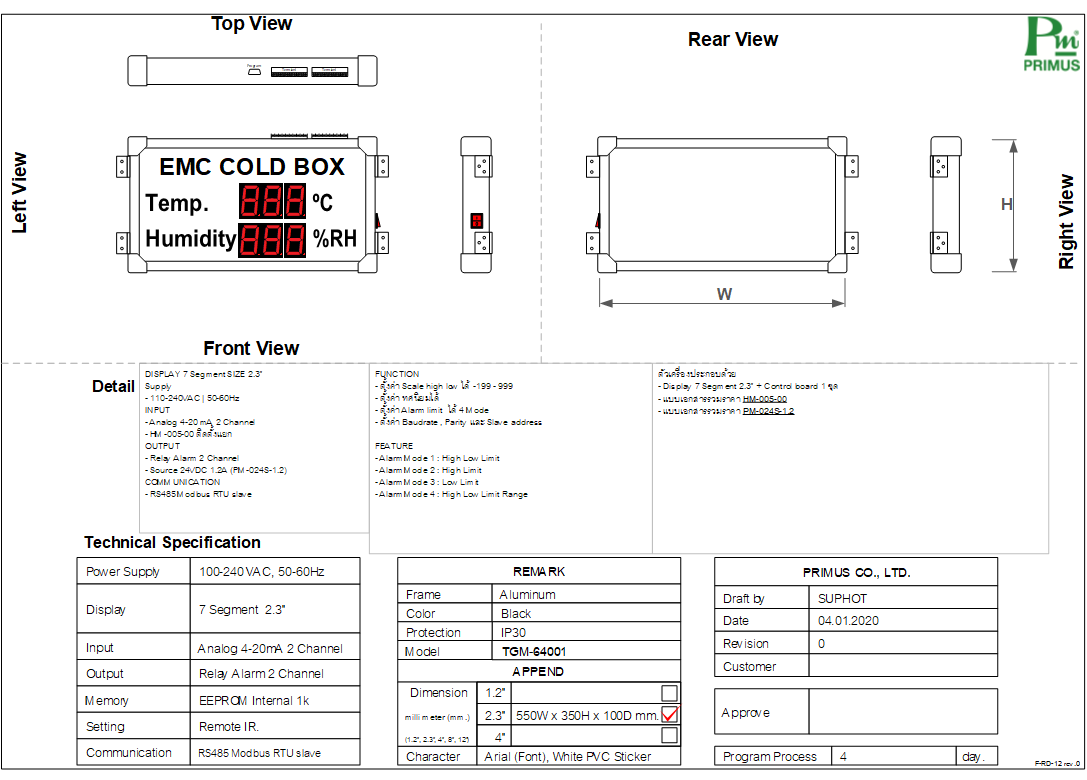 Top View
Rear View
Pm
PRIMUS
Program
Left View
EMC COLD BOX
Temp. 888 ºC
Humidity 888 %RH
H
W
Right View
Front View
Detail
DISPLAY 7 Segment SIZE 2.3"
Supply
- 110-240VAC | 50-60Hz
INPUT
-Analog 4-20 mA 2 Channel
- HM-005-00 ติดตั้งแยก
OUTPUT
- Relay Alarm 2 Channel
- Source 24VDC 1.2A (PM-024S-1.2)
COMMUNICATION
- RS485 Modbus RTU slave
FUNCTION
- ตั้งค่า Scale high low ได้ -199 - 999
- ตั้งค่า ทศนิยมได้
- ตั้งค่า Alarm limit ได้ 4 Mode
- ตั้งค่า Baudrate , Parity และ Slave address
FEATURE
-Alarm Mode 1 : High Low Limit
-Alarm Mode 2 : High Limit
-Alarm Mode 3 : Low Limit
-Alarm Mode 4 : High Low Limit Range
ตัวเครื่องประกอบด้วย
- Display 7 Segment 2.3" + Control board 1 ชุด
- แบบเอกสารรวมราคา HM-005-00
- แบบเอกสารรวมราคา PM-024S-1.2
Technical Specification
Power Supply 100-240VAC, 50-60Hz
Display 7 Segment 2.3"
Input Analog 4-20mA 2 Channel
Output Relay Alarm 2 Channel
Memory EEPROM Internal 1k
Setting Remote IR.
Communication RS485 Modbus RTU slave
REMARK
Frame Aluminum
Color Black
Protection IP30
Model TGM-64001
APPEND
Dimension 1.2"
millimeter (mm.) 2.3" 550W x 350H x 100D mm.
(1.2", 2.3", 4", 8", 12") 4"
Character Arial (Font), White PVC Sticker
PRIMUS CO., LTD.
Draft by SUPHOT
Date 04.01.2020
Revision 0
Customer
Approve
Program Process 4 day.
F-RD-12 rev.0